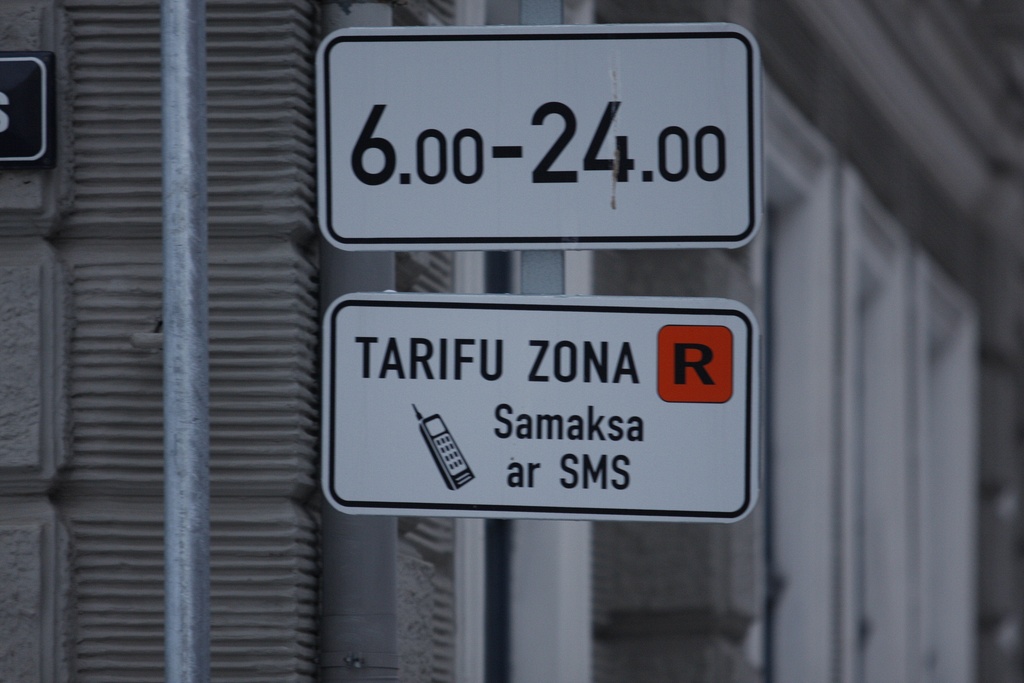 S
6.00-24.00
TARIFU ZONA R
Samaksa
ar SMS